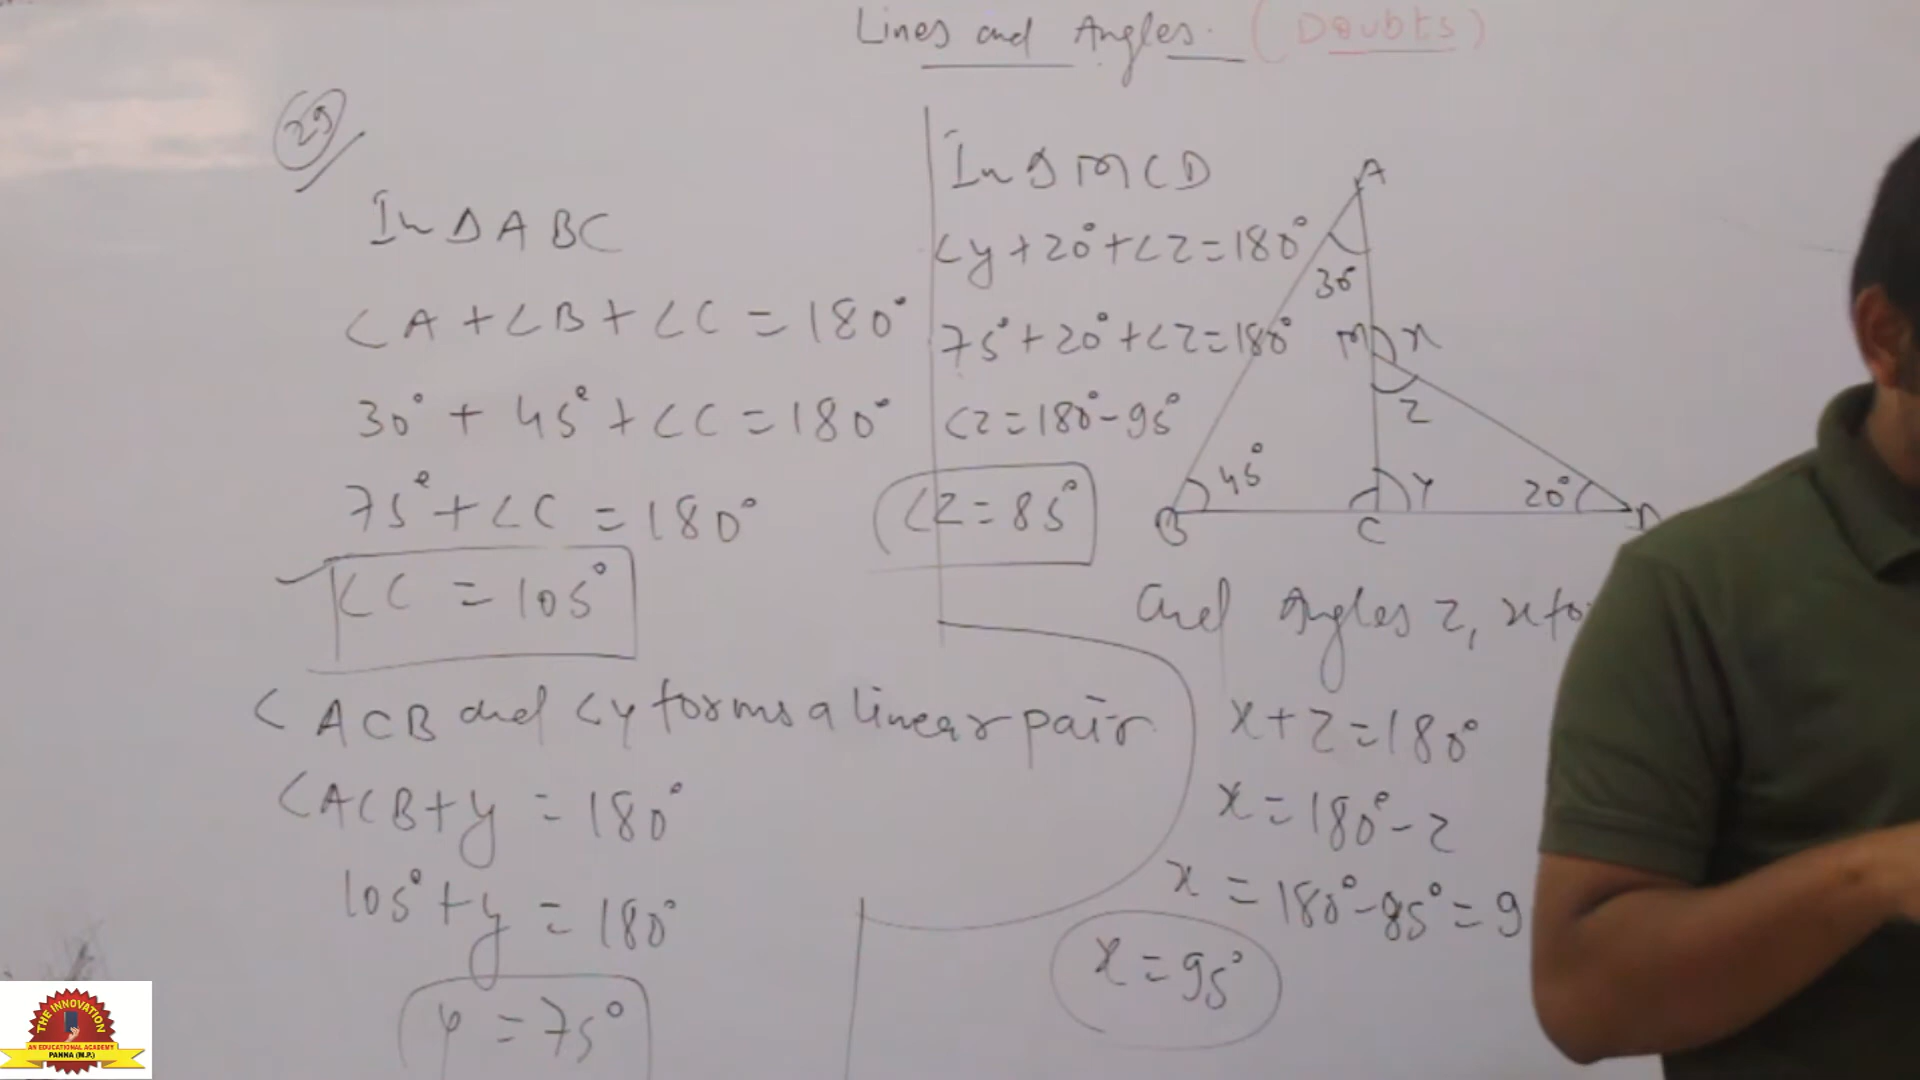 Lines and Angles. (Doubts)
29
In Δ ABC
∠A + ∠B + ∠C = 180°
30° + 45° + ∠C = 180°
75° + ∠C = 180°
∠C = 105°
∠ACB and ∠Y forms a linear pair
∠ACB + y = 180°
105° + y = 180°
y = 75°
In Δ MCD
∠y + 20° + ∠z = 180°
75° + 20° + ∠z = 180°
∠z = 180° - 95°
∠z = 85°
A
30°
M x
z
45° Y 20°
B C D
and Angles z, x fo
x + z = 180°
x = 180° - z
x = 180° - 85° = 9
x = 95°
THE INNOVATION
AN EDUCATIONAL ACADEMY
PANNA (M.P.)